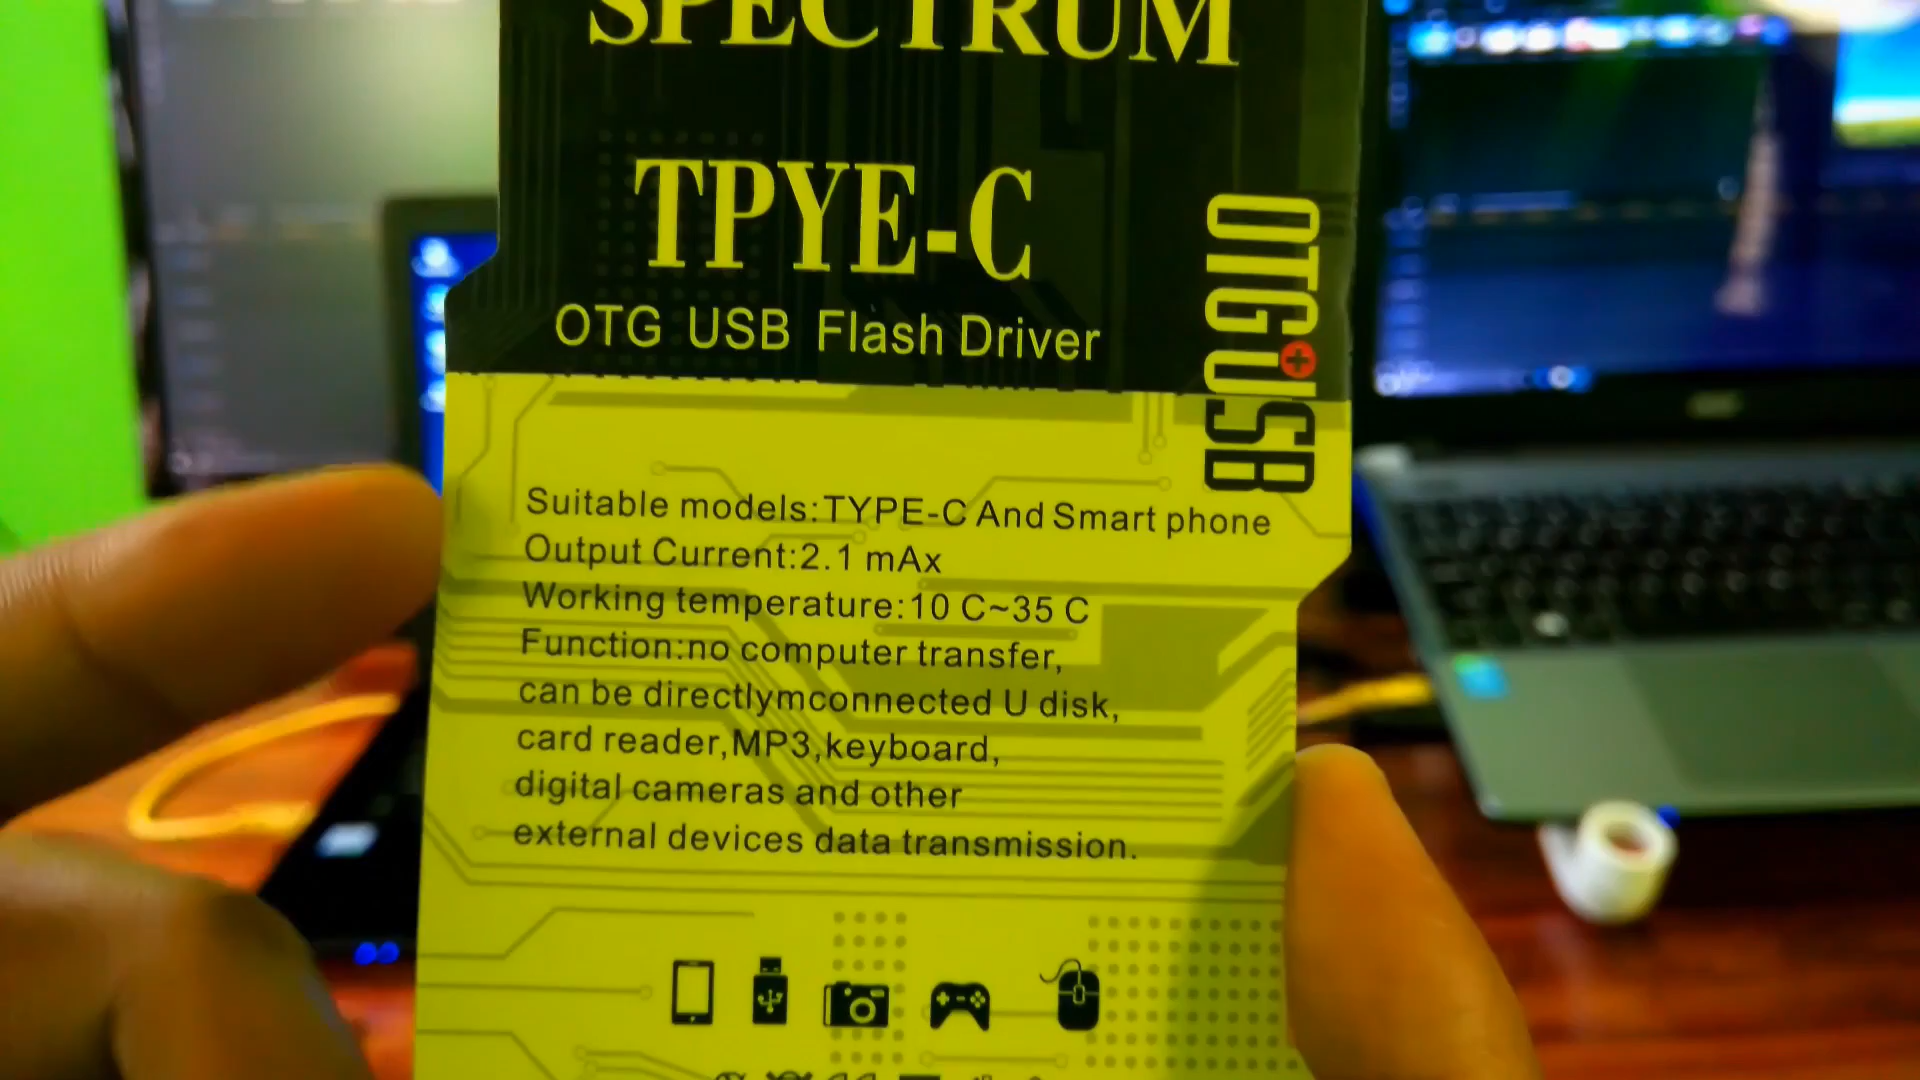 SPECTRUM
TPYE-C
OTG USB Flash Driver
OTG USB
Suitable models:TYPE-C And Smart phone
Output Current:2.1 mAx
Working temperature:10 C~35 C
Function:no computer transfer,
can be directlymconnected U disk,
card reader,MP3,keyboard,
digital cameras and other
external devices data transmission.